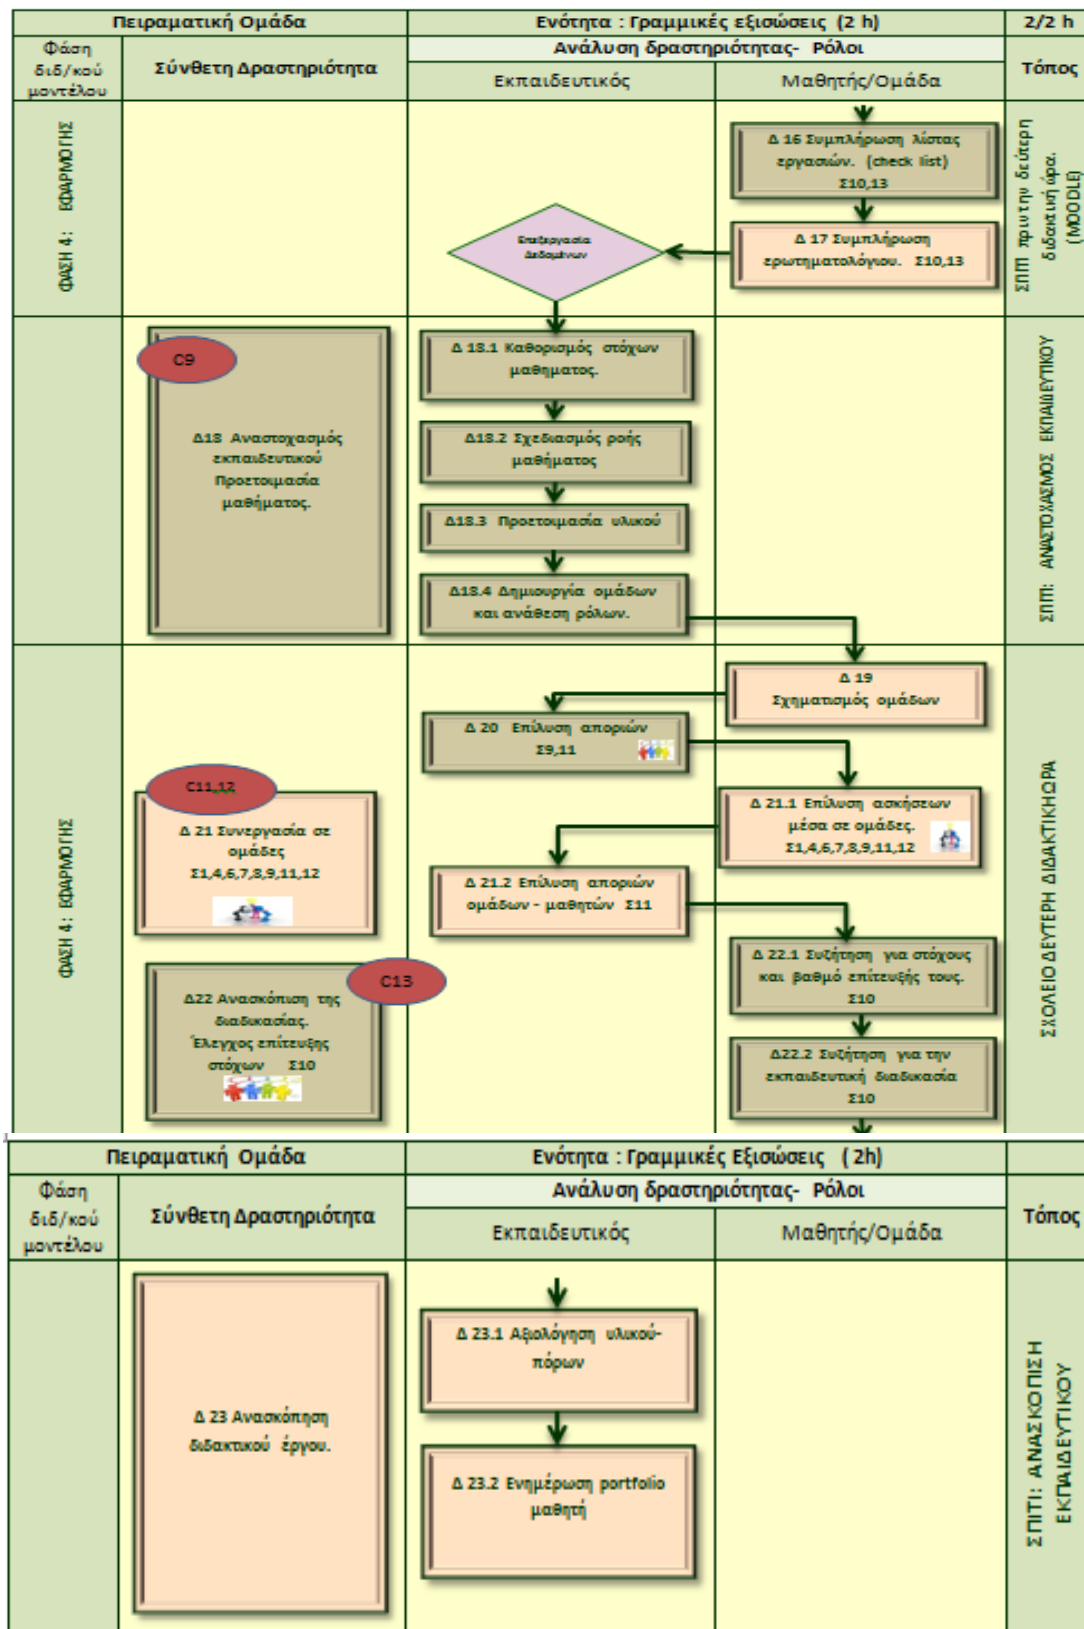 Πειραματική Ομάδα
Ενότητα : Γραμμικές εξισώσεις (2 h)
2/2 h
Φάση
διδ/κού
μοντέλου
Σύνθετη Δραστηριότητα
Ανάλυση δραστηριότητας- Ρόλοι
Εκπαιδευτικός
Μαθητής/Ομάδα
Τόπος
ΦΑΣΗ 4: ΕΦΑΡΜΟΓΗΣ
Δ 16 Συμπλήρωση λίστας
εργασιών. (check list)
Σ10,13
Επεξεργασία
Δεδομένων
Δ 17 Συμπλήρωση
ερωτηματολόγιου. Σ10,13
ΣΠΙΤΙ πριν την δεύτερη
διδακτική ώρα.
(MOODLE)
C9
Δ18 Αναστοχασμός
εκπαιδευτικού
Προετοιμασία
μαθήματος.
Δ 18.1 Καθορισμός στόχων
μαθηματος.
Δ18.2 Σχεδιασμός ροής
μαθήματος
Δ18.3 Προετοιμασία υλικού
Δ18.4 Δημιουργία ομάδων
και ανάθεση ρόλων.
ΣΠΙΤΙ: ΑΝΑΣΤΟΧΑΣΜΟΣ ΕΚΠΑΙΔΕΥΤΙΚΟΥ
ΦΑΣΗ 4: ΕΦΑΡΜΟΓΗΣ
Δ 19
Σχηματισμός ομάδων
Δ 20 Επίλυση αποριών
Σ9,11
C11,12
Δ 21 Συνεργασία σε
ομάδες
Σ1,4,6,7,8,9,11,12
Δ 21.1 Επίλυση ασκήσεων
μέσα σε ομάδες.
Σ1,4,6,7,8,9,11,12
Δ 21.2 Επίλυση αποριών
ομάδων - μαθητών Σ11
C13
Δ22 Ανασκόπιση της
διαδικασίας.
Έλεγχος επίτευξης
στόχων Σ10
Δ 22.1 Συζήτηση για στόχους
και βαθμό επίτευξής τους.
Σ10
Δ22.2 Συζήτηση για την
εκπαιδευτική διαδικασία
Σ10
ΣΧΟΛΕΙΟ ΔΕΥΤΕΡΗ ΔΙΔΑΚΤΙΚΗ ΩΡΑ
Πειραματική Ομάδα
Ενότητα : Γραμμικές Εξισώσεις ( 2h)
Φάση
διδ/κού
μοντέλου
Σύνθετη Δραστηριότητα
Ανάλυση δραστηριότητας- Ρόλοι
Εκπαιδευτικός
Μαθητής/Ομάδα
Τόπος
Δ 23 Ανασκόπηση
διδακτικού έργου.
Δ 23.1 Αξιολόγηση υλικού-
πόρων
Δ 23.2 Ενημέρωση portfolio
μαθητή
ΣΠΙΤΙ: ΑΝΑΣΚΟΠΙΣΗ
ΕΚΠΑΙΔΕΥΤΙΚΟΥ